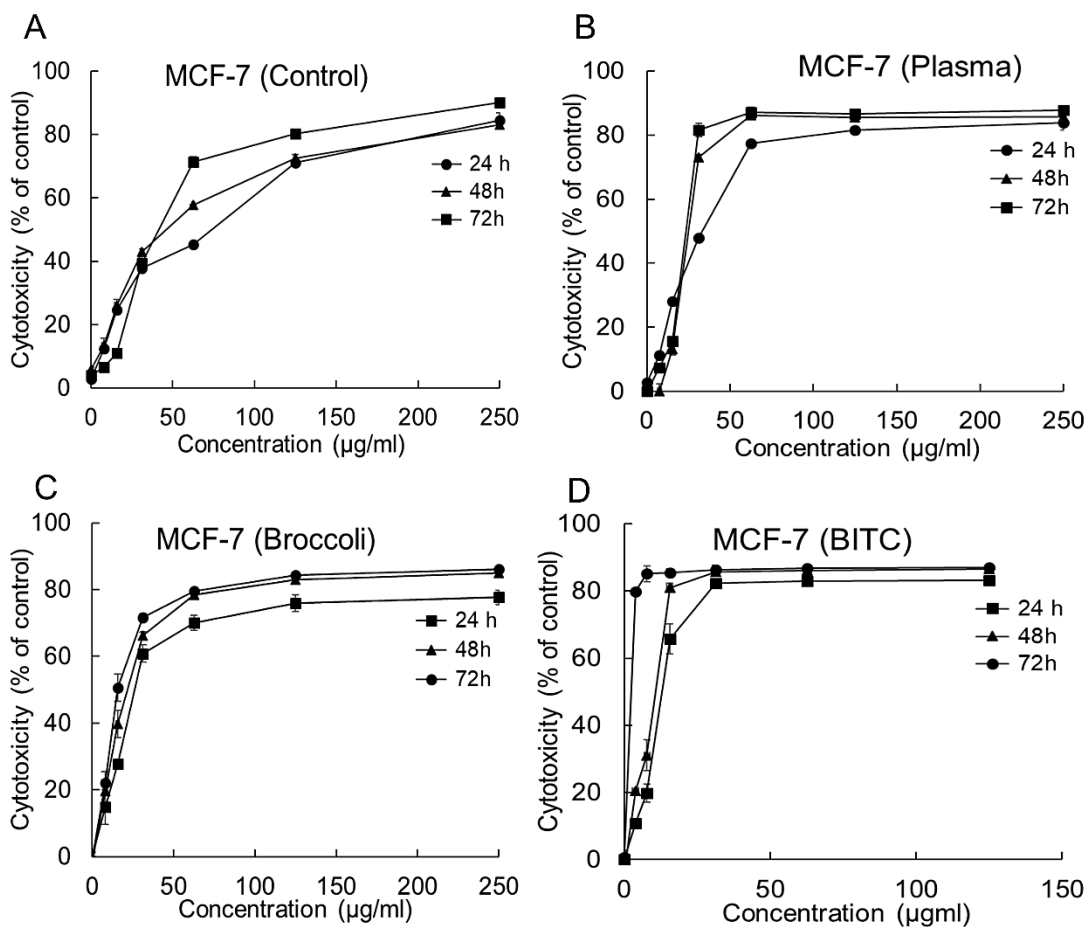 A
MCF-7 (Control)
Cytotoxicity (% of control)
100
80
60
40
20
0
24 h
48h
72h
0 50 100 150 200 250
Concentration (µg/ml)
B
MCF-7 (Plasma)
Cytotoxicity (% of control)
100
80
60
40
20
0
24 h
48h
72h
0 50 100 150 200 250
Concentration (µg/ml)
C
MCF-7 (Broccoli)
Cytotoxicity (% of control)
100
80
60
40
20
0
24 h
48h
72h
0 50 100 150 200 250
Concentration (µg/ml)
D
MCF-7 (BITC)
Cytotoxicity (% of control)
100
80
60
40
20
0
24 h
48h
72h
0 50 100 150
Concentration (µgml)